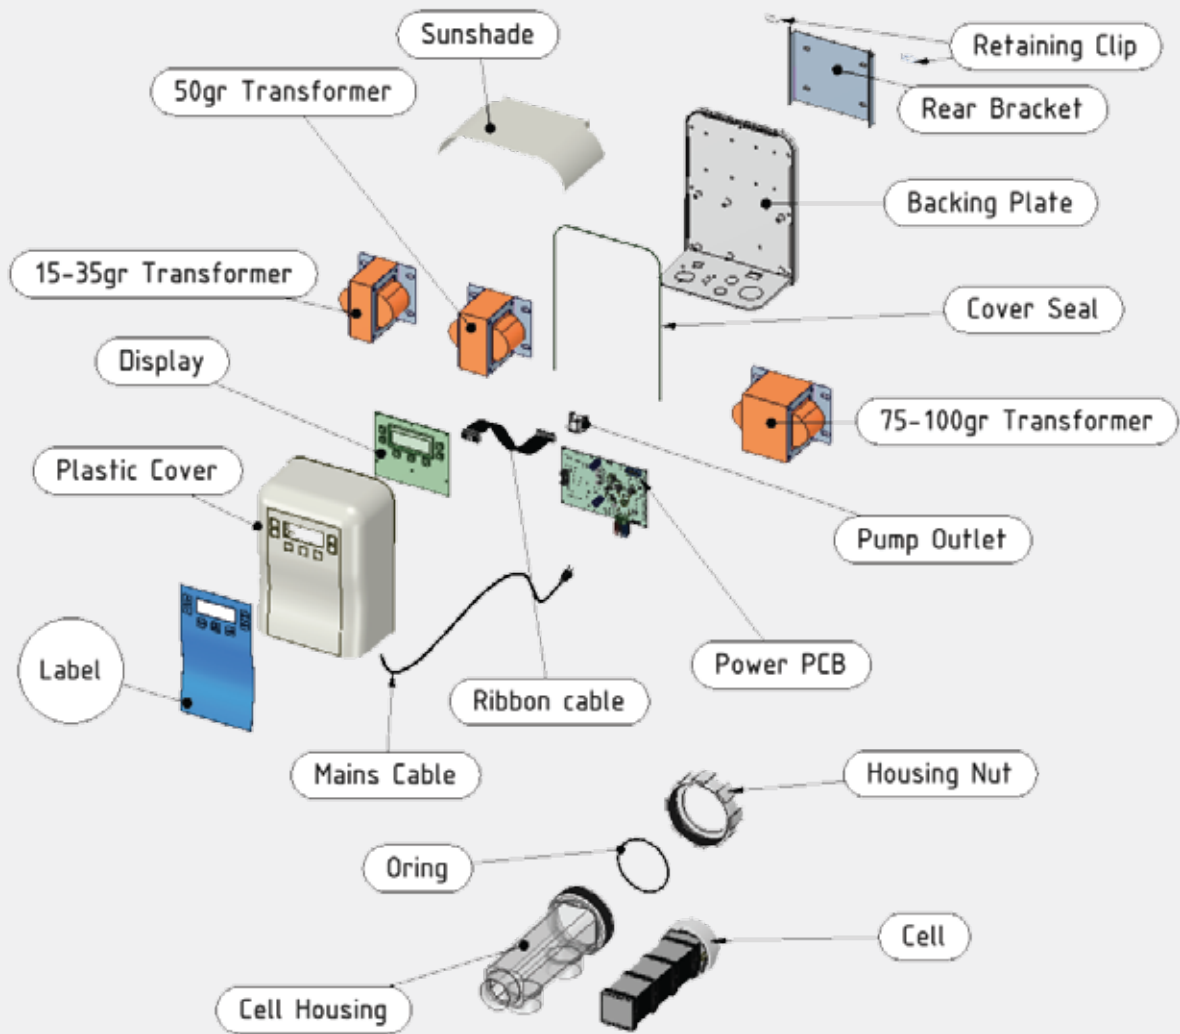 Sunshade
Retaining Clip
50gr Transformer
Rear Bracket
Backing Plate
15-35gr Transformer
Cover Seal
Display
75-100gr Transformer
Plastic Cover
Pump Outlet
Label
Power PCB
Ribbon cable
Mains Cable
Housing Nut
Oring
Cell
Cell Housing